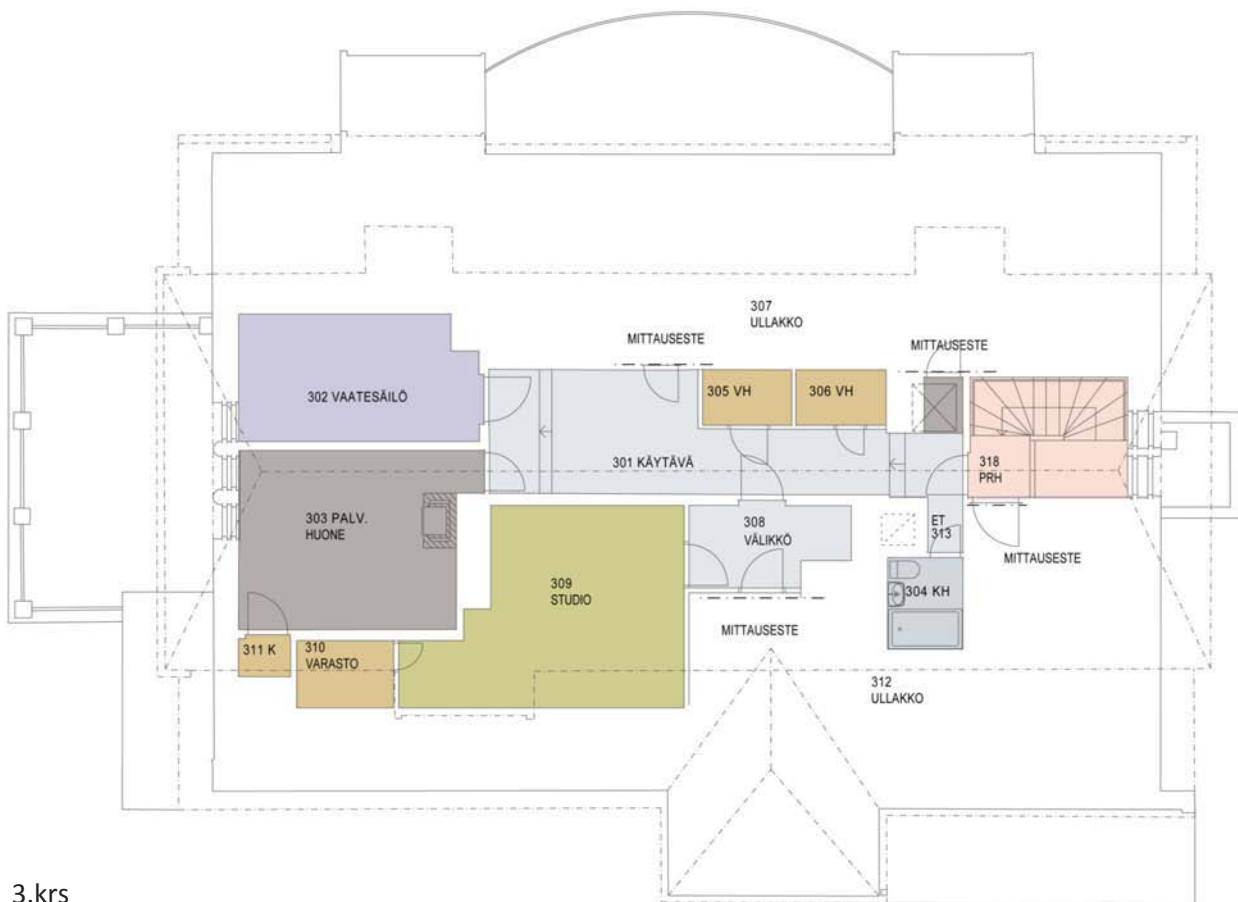 307
ULLAKKO
MITTAUSESTE
MITTAUSESTE
302 VAATESÄILÖ
305 VH
306 VH
301 KÄYTÄVÄ
318
PRH
303 PALV.
HUONE
308
VÄLIKKÖ
ET
313
MITTAUSESTE
309
STUDIO
304 KH
MITTAUSESTE
311 K
310
VARASTO
312
ULLAKKO
3.krs